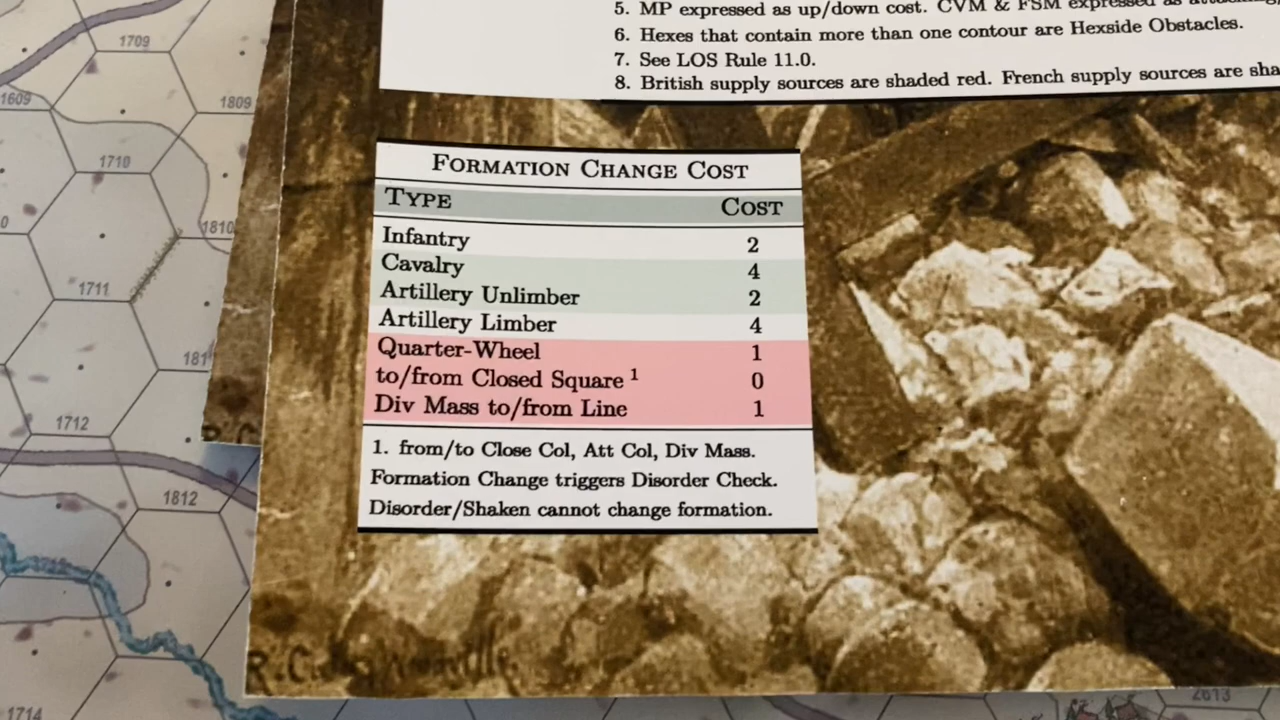 5. MP expressed as up/down cost. CVM & FSM expressed as
6. Hexes that contain more than one contour are Hexside Obstacles.
7. See LOS Rule 11.0.
8. British supply sources are shaded red. French supply sources are sha
FORMATION CHANGE COST
TYPE COST
Infantry 2
Cavalry 4
Artillery Unlimber 2
Artillery Limber 4
Quarter-Wheel 1
to/from Closed Square 1 0
Div Mass to/from Line 1
1. from/to Close Col, Att Col, Div Mass.
Formation Change triggers Disorder Check.
Disorder/Shaken cannot change formation.
1709
1609
1809
1710
1810
1711
181
1712
1812
1714
2613